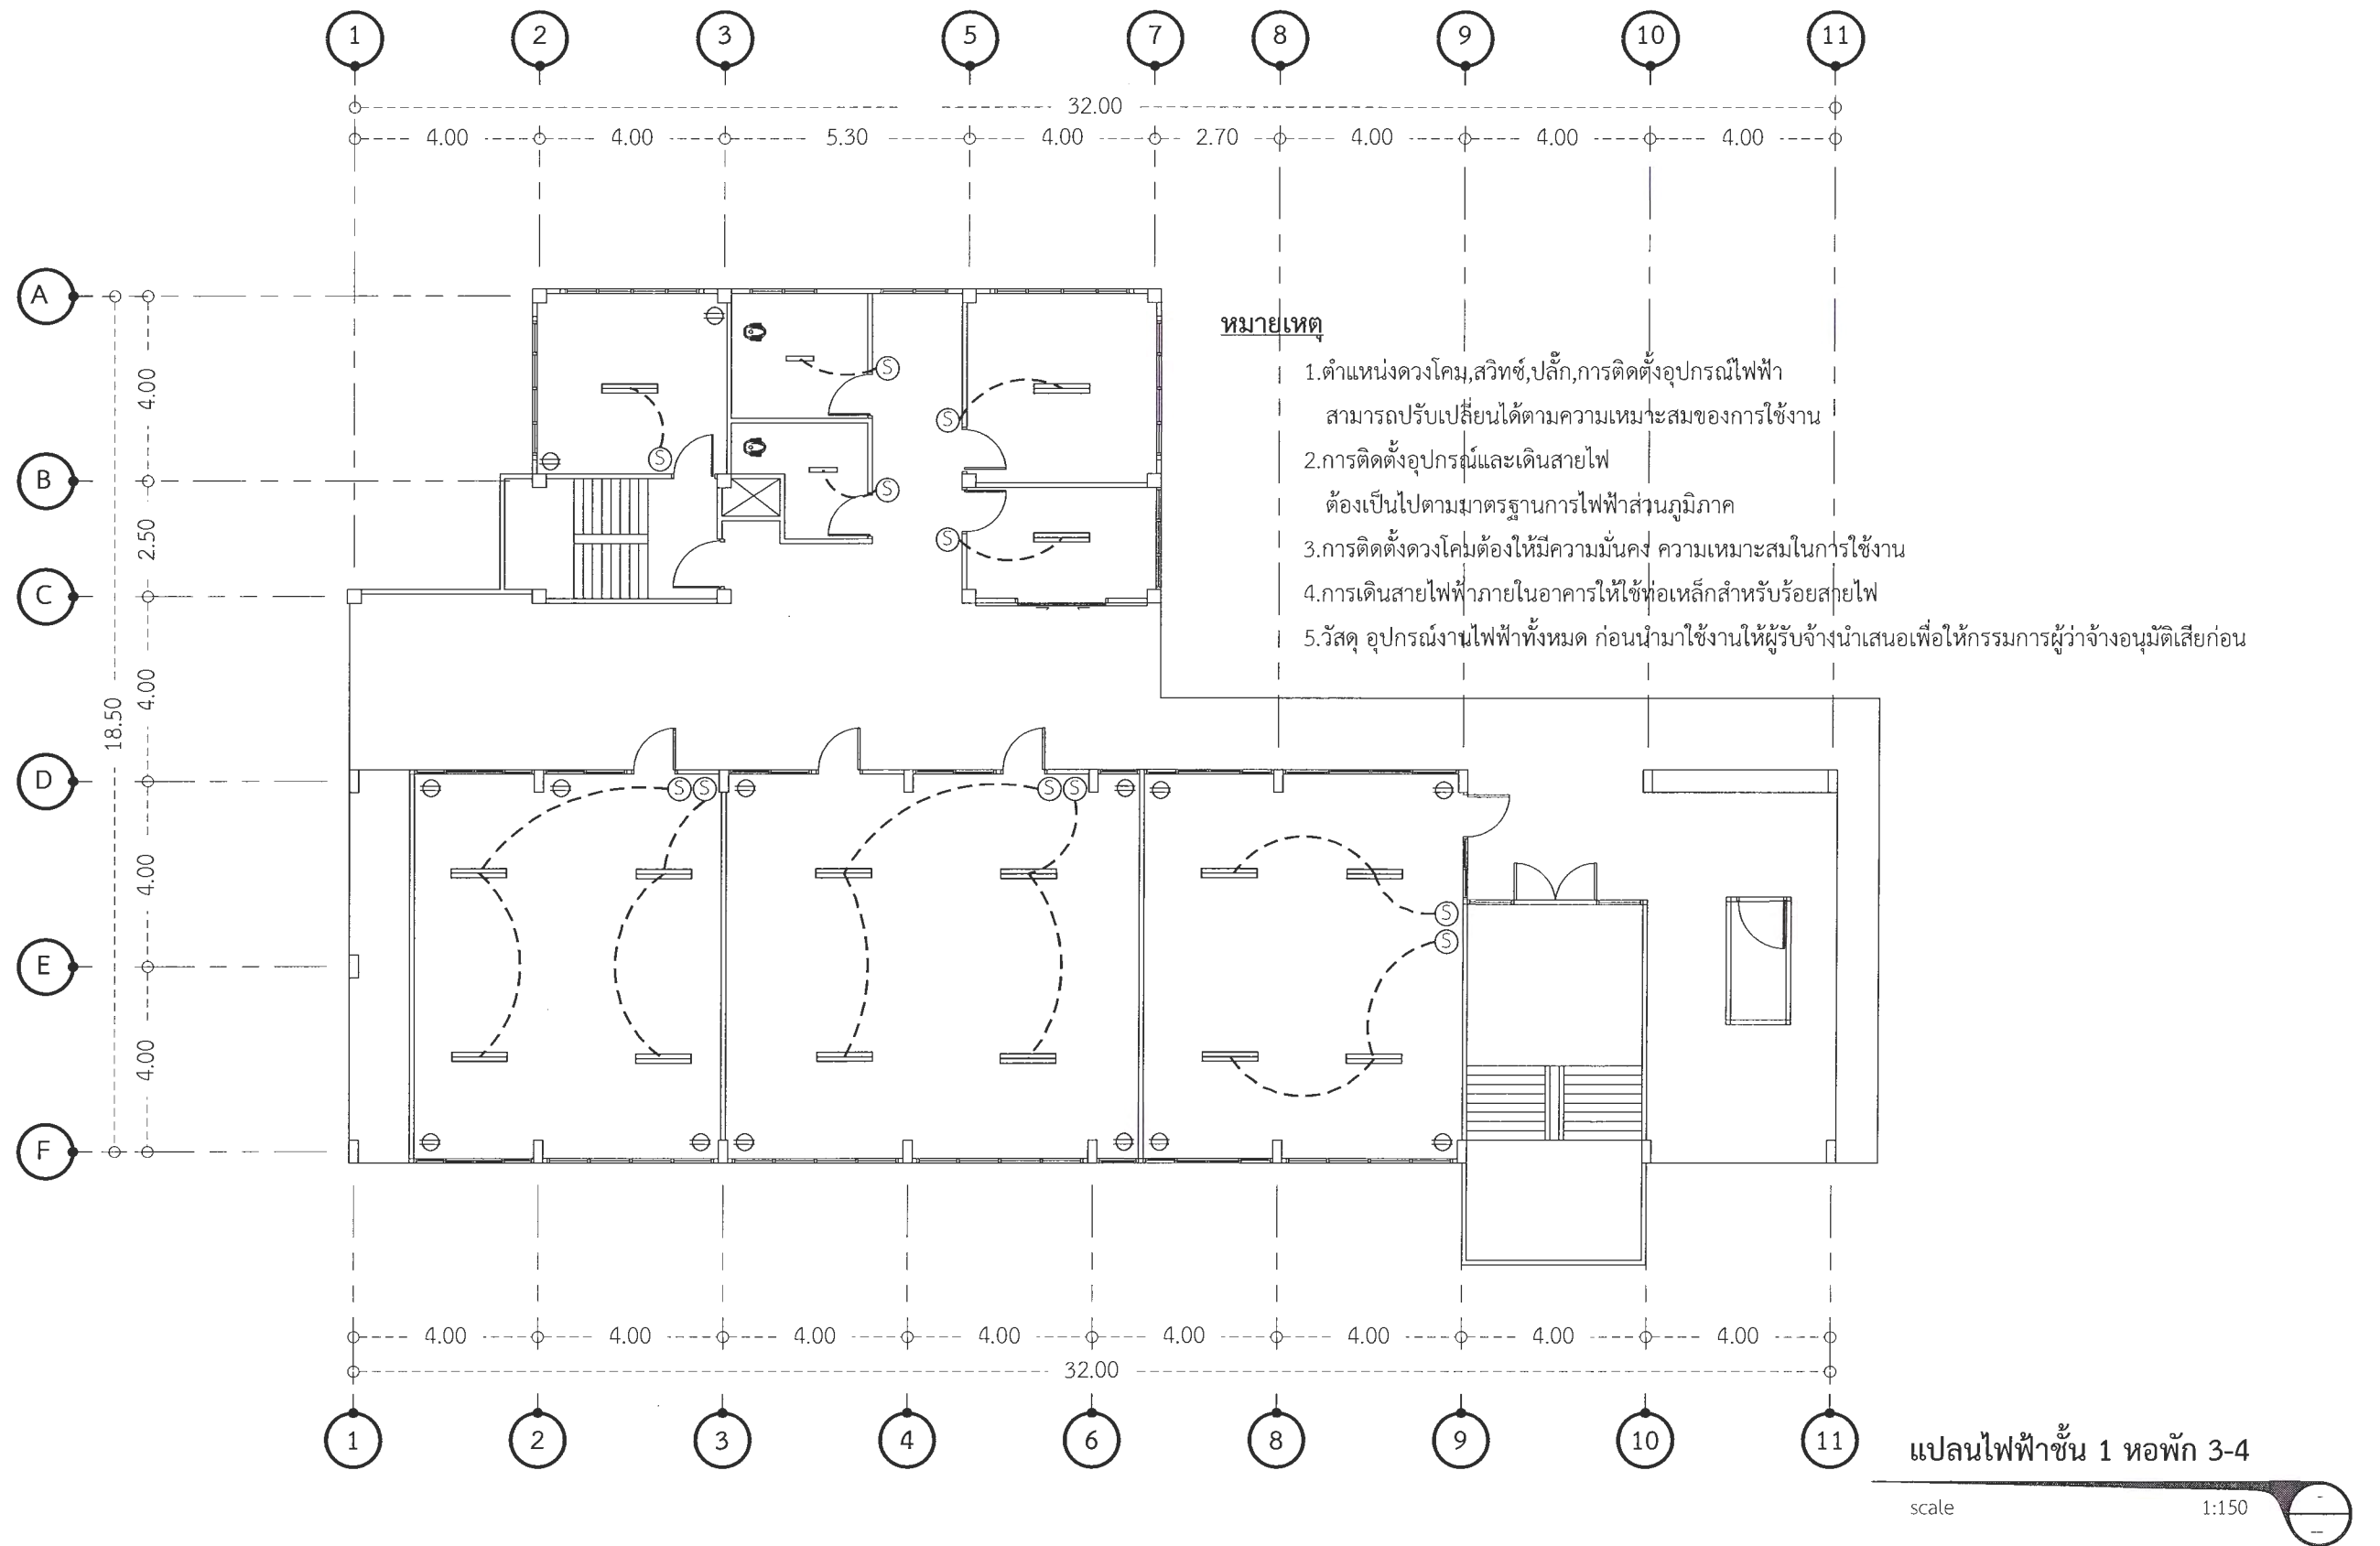 1 2 3 5 7 8 9 10 11
32.00
4.00 4.00 5.30 4.00 2.70 4.00 4.00 4.00
A
หมายเหตุ
1.ตำแหน่งดวงโคม,สวิทซ์,ปลั๊ก,การติดตั้งอุปกรณ์ไฟฟ้า
สามารถปรับเปลี่ยนได้ตามความเหมาะสมของการใช้งาน
4.00
S
S
B
2.การติดตั้งอุปกรณ์และเดินสายไฟ
S
S
ต้องเป็นไปตามมาตรฐานการไฟฟ้าส่วนภูมิภาค
2.50
S
3.การติดตั้งดวงโคมต้องให้มีความมั่นคง ความเหมาะสมในการใช้งาน
C
4.การเดินสายไฟฟ้าภายในอาคารให้ใช้ท่อเหล็กสำหรับร้อยสายไฟ
5.วัสดุ อุปกรณ์งานไฟฟ้าทั้งหมด ก่อนนำมาใช้งานให้ผู้รับจ้างนำเสนอเพื่อให้กรรมการผู้ว่าจ้างอนุมัติเสียก่อน
4.00
18.50
D
S S S S
4.00
S
S
E
4.00
F
4.00 4.00 4.00 4.00 4.00 4.00 4.00 4.00
32.00
1 2 3 4 6 8 9 10 11
แปลนไฟฟ้าชั้น 1 หอพัก 3-4
scale 1:150